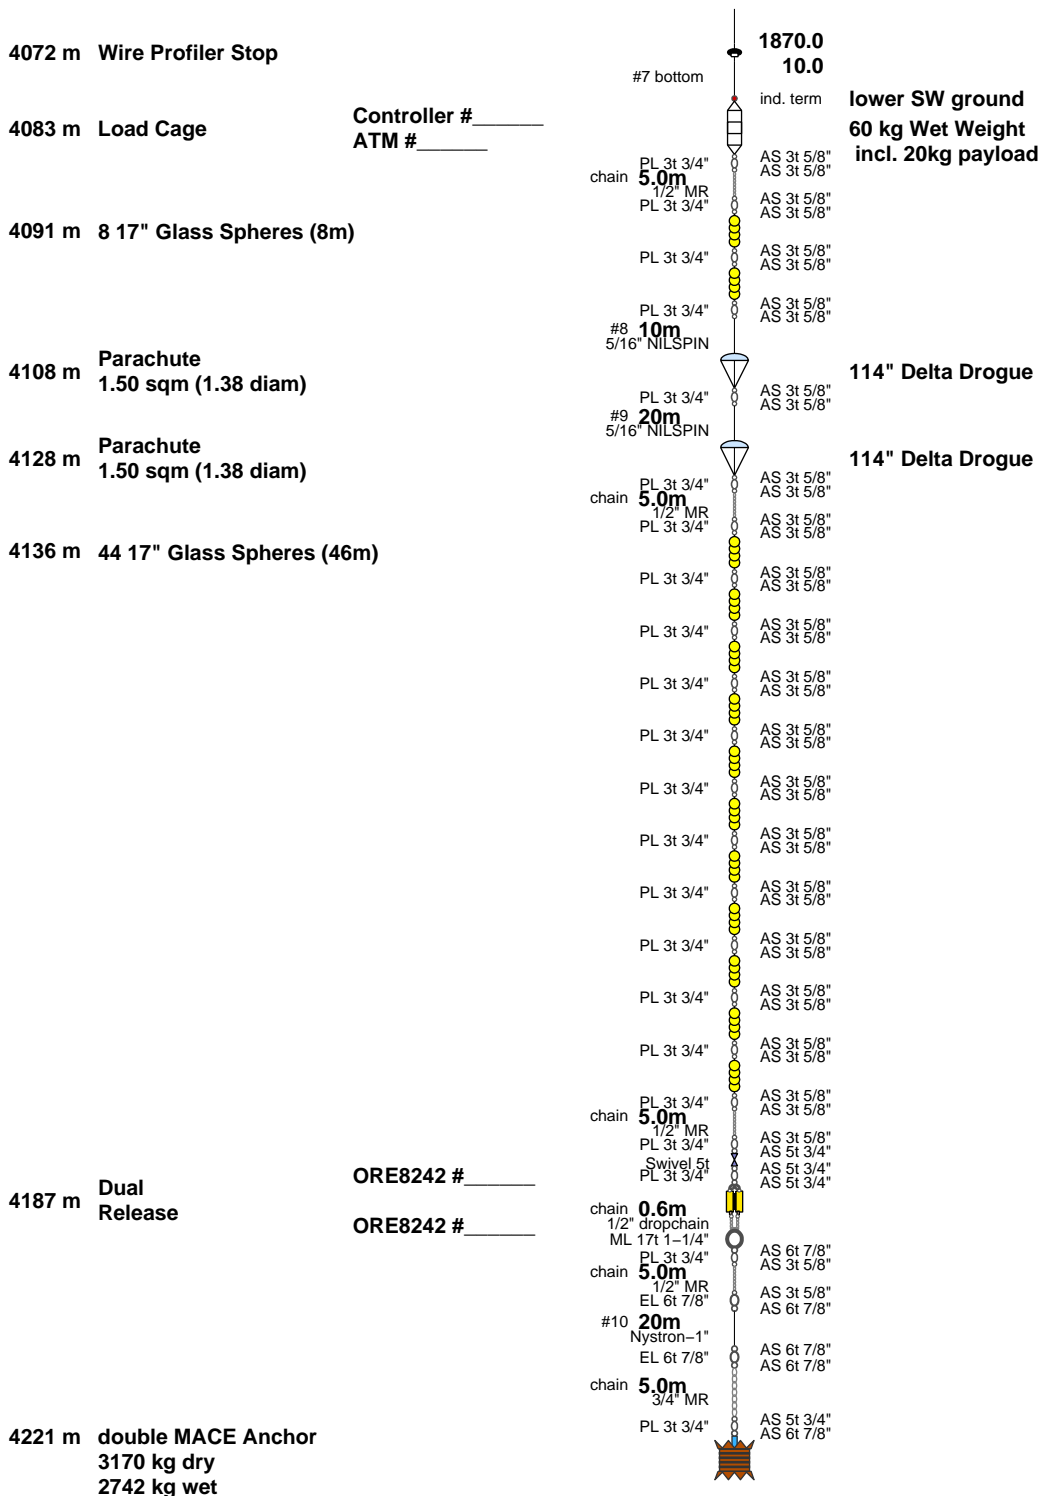 1870.0
4072 m Wire Profiler Stop
10.0
#7 bottom
ind. term lower SW ground
Controller #______
4083 m Load Cage 60 kg Wet Weight
ATM #______
incl. 20kg payload
PL 3t 3/4" AS 3t 5/8"
AS 3t 5/8"
chain 5.0m
1/2" MR
PL 3t 3/4" AS 3t 5/8"
AS 3t 5/8"
4091 m 8 17" Glass Spheres (8m)
PL 3t 3/4" AS 3t 5/8"
AS 3t 5/8"
PL 3t 3/4" AS 3t 5/8"
AS 3t 5/8"
#8 10m
5/16" NILSPIN
Parachute
4108 m 114" Delta Drogue
1.50 sqm (1.38 diam)
PL 3t 3/4" AS 3t 5/8"
AS 3t 5/8"
#9 20m
5/16" NILSPIN
Parachute
4128 m 114" Delta Drogue
1.50 sqm (1.38 diam)
PL 3t 3/4" AS 3t 5/8"
AS 3t 5/8"
chain 5.0m
1/2" MR
PL 3t 3/4" AS 3t 5/8"
AS 3t 5/8"
4136 m 44 17" Glass Spheres (46m)
PL 3t 3/4" AS 3t 5/8"
AS 3t 5/8"
PL 3t 3/4" AS 3t 5/8"
AS 3t 5/8"
PL 3t 3/4" AS 3t 5/8"
AS 3t 5/8"
PL 3t 3/4" AS 3t 5/8"
AS 3t 5/8"
PL 3t 3/4" AS 3t 5/8"
AS 3t 5/8"
PL 3t 3/4" AS 3t 5/8"
AS 3t 5/8"
PL 3t 3/4" AS 3t 5/8"
AS 3t 5/8"
PL 3t 3/4" AS 3t 5/8"
AS 3t 5/8"
PL 3t 3/4" AS 3t 5/8"
AS 3t 5/8"
PL 3t 3/4" AS 3t 5/8"
AS 3t 5/8"
PL 3t 3/4" AS 3t 5/8"
AS 3t 5/8"
chain 5.0m
1/2" MR
PL 3t 3/4" AS 3t 5/8"
AS 5t 3/4"
Swivel 5t
PL 3t 3/4" AS 5t 3/4"
AS 5t 3/4"
ORE8242 #______
Dual
4187 m
Release
chain 0.6m
1/2" dropchain
ORE8242 #______
ML 17t 1−1/4"
PL 3t 3/4" AS 6t 7/8"
AS 3t 5/8"
chain 5.0m
1/2" MR
EL 6t 7/8" AS 3t 5/8"
AS 6t 7/8"
#10 20m
Nystron−1"
EL 6t 7/8" AS 6t 7/8"
AS 6t 7/8"
chain 5.0m
3/4" MR
PL 3t 3/4" AS 5t 3/4"
AS 6t 7/8"
4221 m double MACE Anchor
3170 kg dry
2742 kg wet